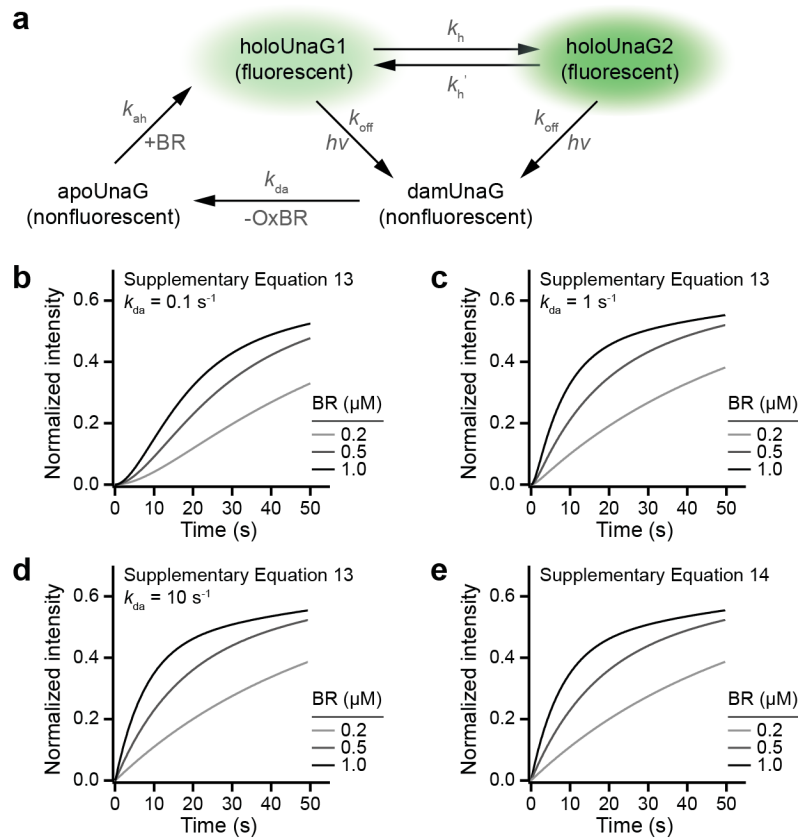 a
holoUnaG1
(fluorescent)
kh
kh'
holoUnaG2
(fluorescent)
kah
+BR
koff
hν
koff
hν
apoUnaG
(nonfluorescent)
kda
-OxBR
damUnaG
(nonfluorescent)
b
Supplementary Equation 13
kda = 0.1 s-1
Normalized intensity
0.6
0.4
0.2
0.0
BR (µM)
0.2
0.5
1.0
0 10 20 30 40 50
Time (s)
c
Supplementary Equation 13
kda = 1 s-1
Normalized intensity
0.6
0.4
0.2
0.0
BR (µM)
0.2
0.5
1.0
0 10 20 30 40 50
Time (s)
d
Supplementary Equation 13
kda = 10 s-1
Normalized intensity
0.6
0.4
0.2
0.0
BR (µM)
0.2
0.5
1.0
0 10 20 30 40 50
Time (s)
e
Supplementary Equation 14
Normalized intensity
0.6
0.4
0.2
0.0
BR (µM)
0.2
0.5
1.0
0 10 20 30 40 50
Time (s)